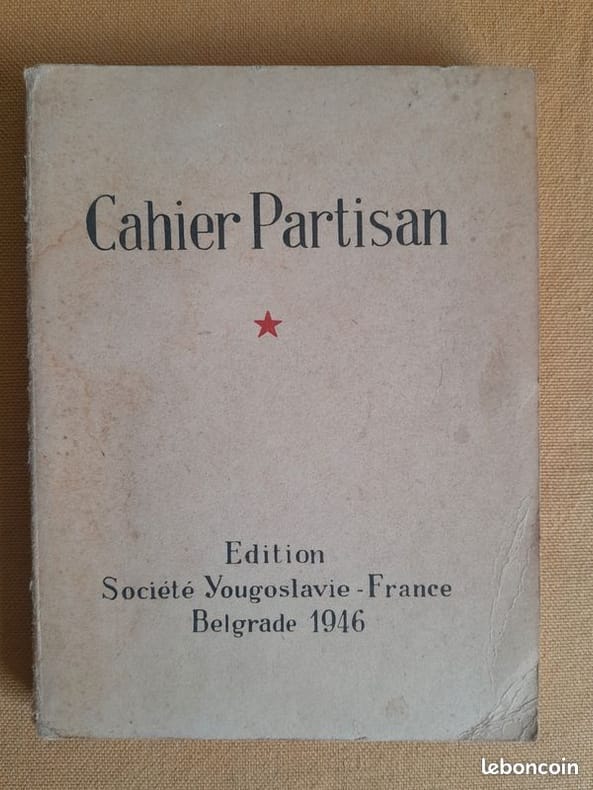 Cahier Partisan
Edition
Société Yougoslavie - France
Belgrade 1946
leboncoin